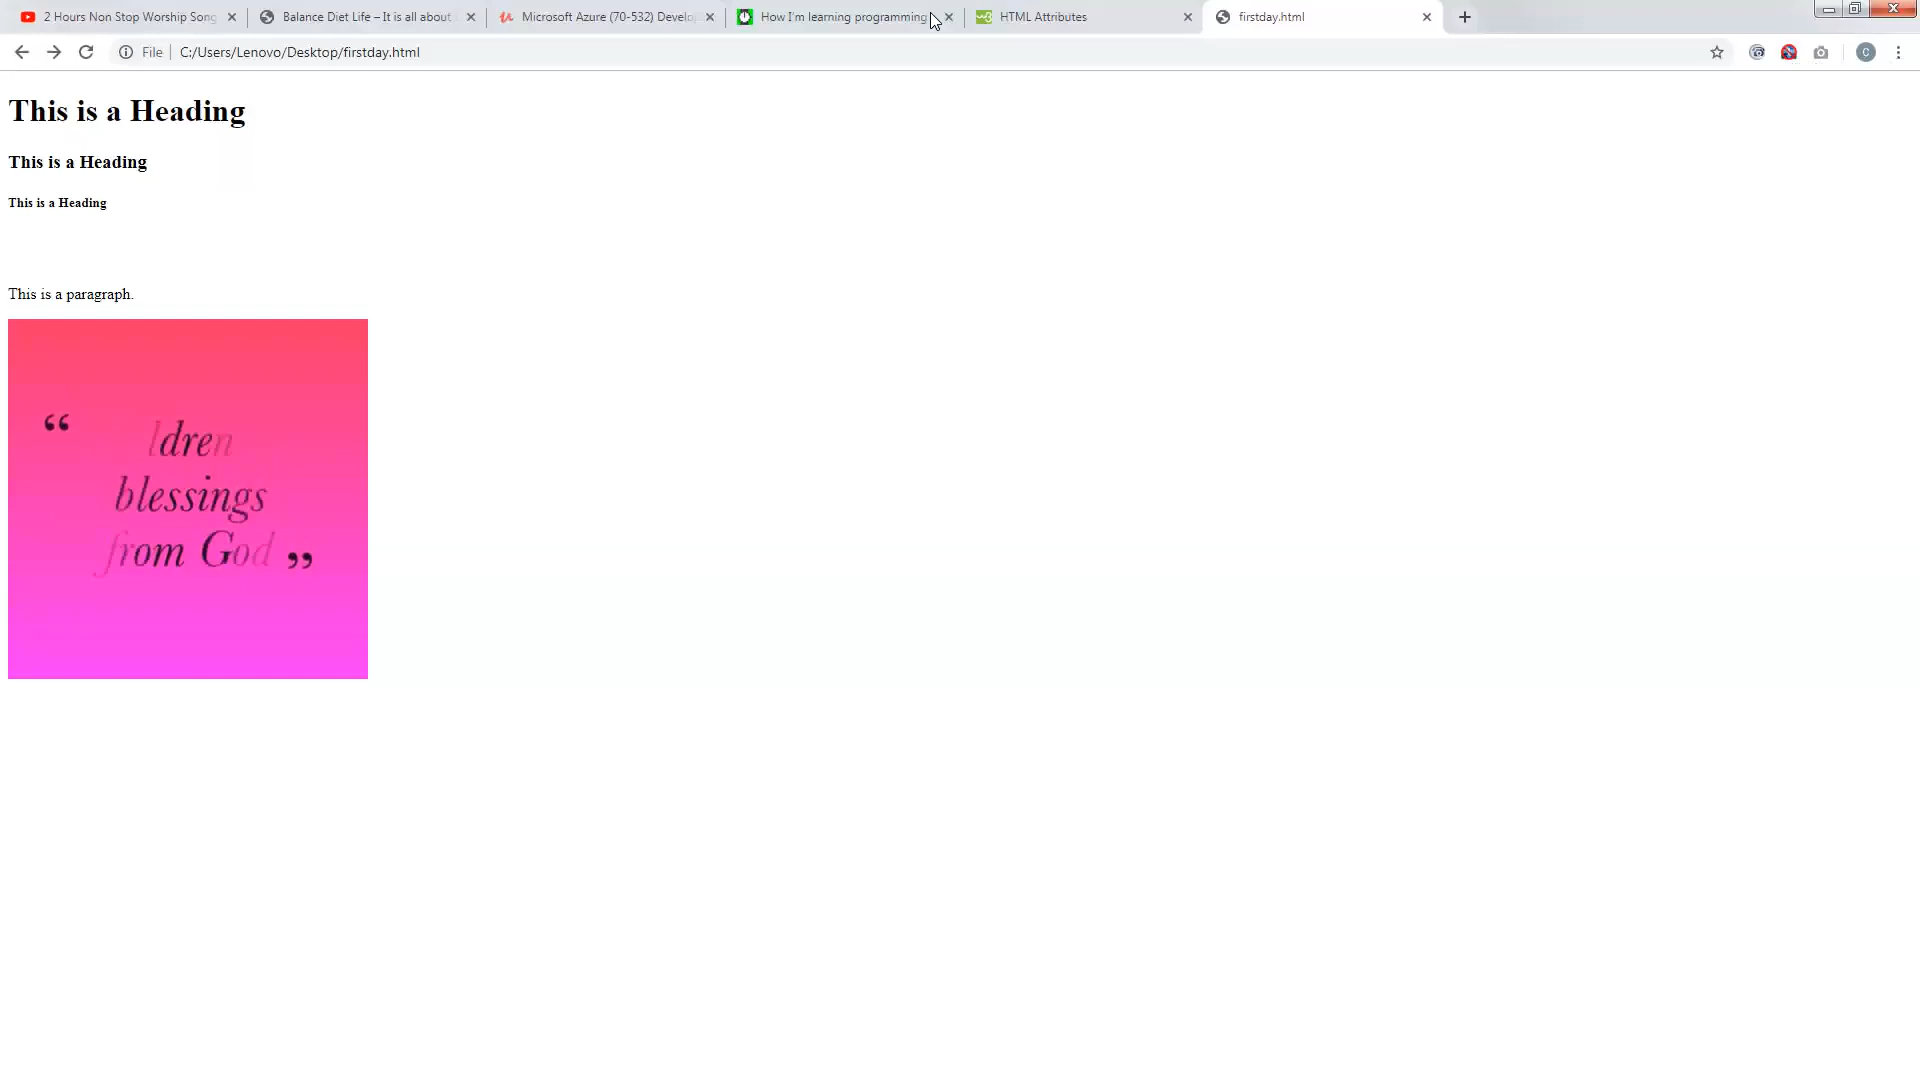 2 Hours Non Stop Worship Song
Balance Diet Life – It is all about
Microsoft Azure (70-532) Develo
How I'm learning programming
HTML Attributes
firstday.html
File
C:/Users/Lenovo/Desktop/firstday.html
C
This is a Heading
This is a Heading
This is a Heading
This is a paragraph.
“ ldren
blessings
from God ”